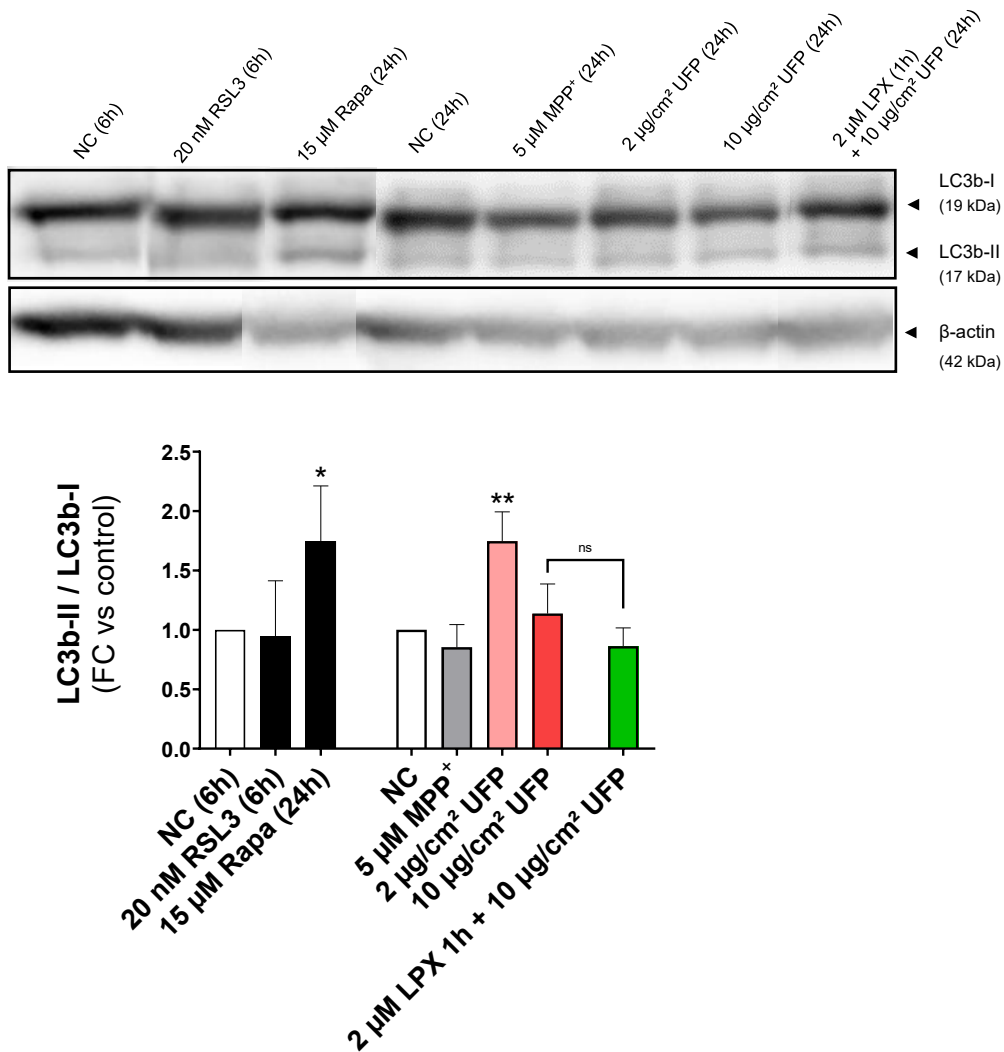 NC (6h)
20 nM RSL3 (6h)
15 µM Rapa (24h)
NC (24h)
5 µM MPP⁺ (24h)
2 µg/cm² UFP (24h)
10 µg/cm² UFP (24h)
2 µM LPX (1h)
+ 10 µg/cm² UFP (24h)
LC3b-I
(19 kDa)
LC3b-II
(17 kDa)
β-actin
(42 kDa)
LC3b-II / LC3b-I
(FC vs control)
2.5
2.0
1.5
1.0
0.5
0.0
*
**
ns
NC (6h)
20 nM RSL3 (6h)
15 µM Rapa (24h)
NC
5 µM MPP⁺
2 µg/cm² UFP
10 µg/cm² UFP
2 µM LPX 1h + 10 µg/cm² UFP